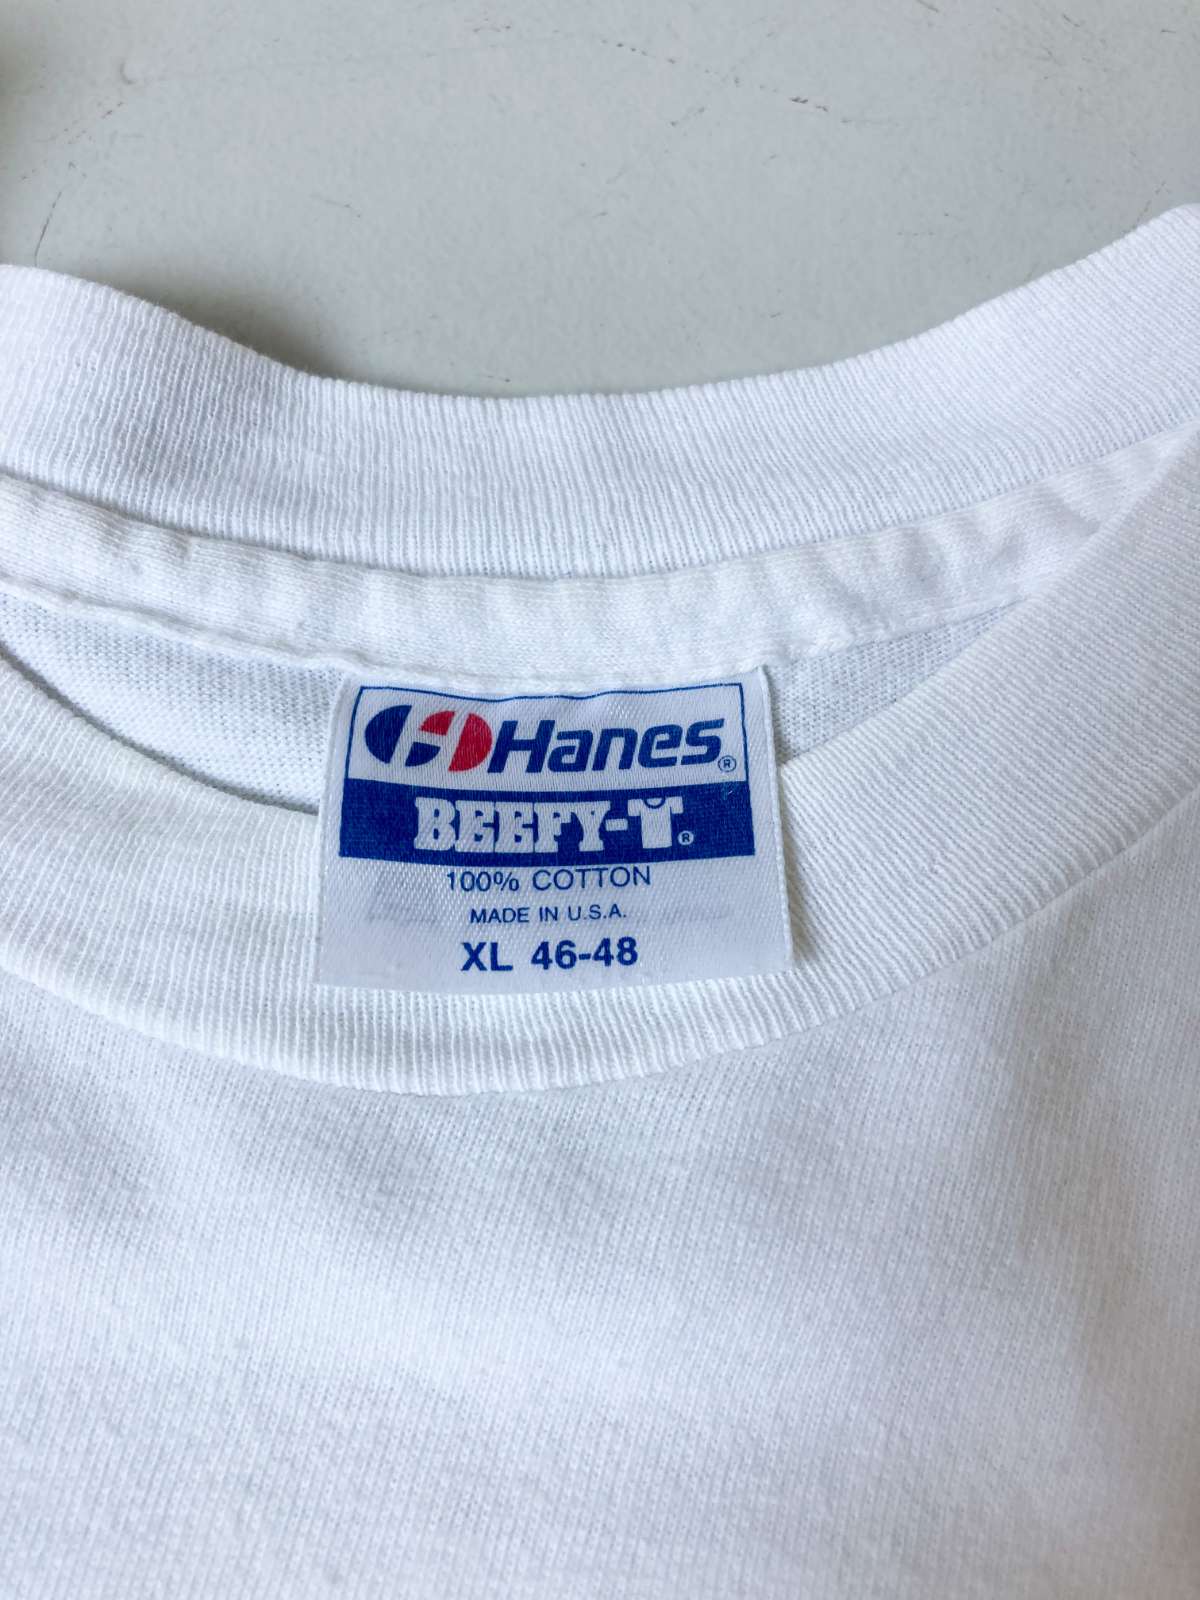 Hanes®
BEEFY-T®
100% COTTON
MADE IN U.S.A.
XL 46-48